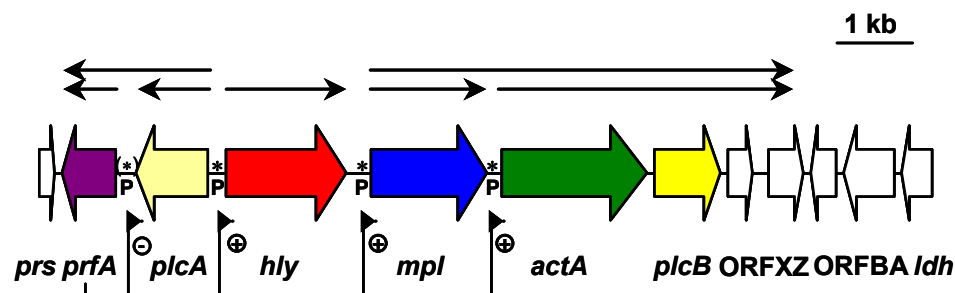 1 kb
(*) * * *
P P P P
- + + +
prs prfA plcA hly mpl actA plcB ORFXZ ORFBA ldh